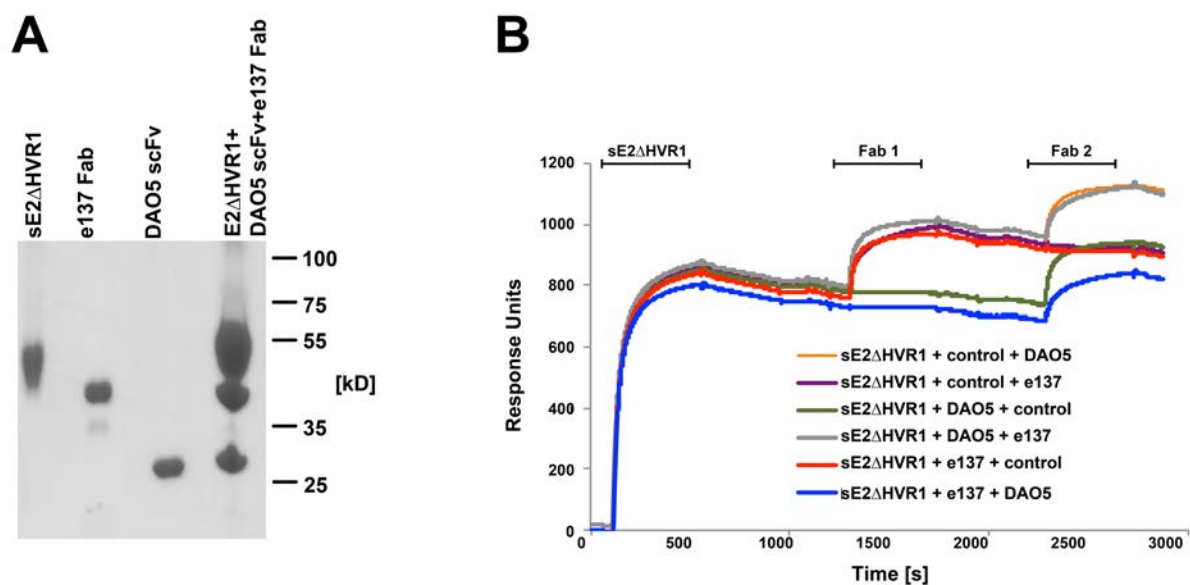 A
sE2ΔHVR1
e137 Fab
DAO5 scFv
E2ΔHVR1+
DAO5 scFv+e137 Fab
100
75
55
[kD]
35
25
B
sE2ΔHVR1
Fab 1
Fab 2
1200
1000
800
600
400
200
0
Response Units
sE2ΔHVR1 + control + DAO5
sE2ΔHVR1 + control + e137
sE2ΔHVR1 + DAO5 + control
sE2ΔHVR1 + DAO5 + e137
sE2ΔHVR1 + e137 + control
sE2ΔHVR1 + e137 + DAO5
0
500
1000
1500
2000
2500
3000
Time [s]